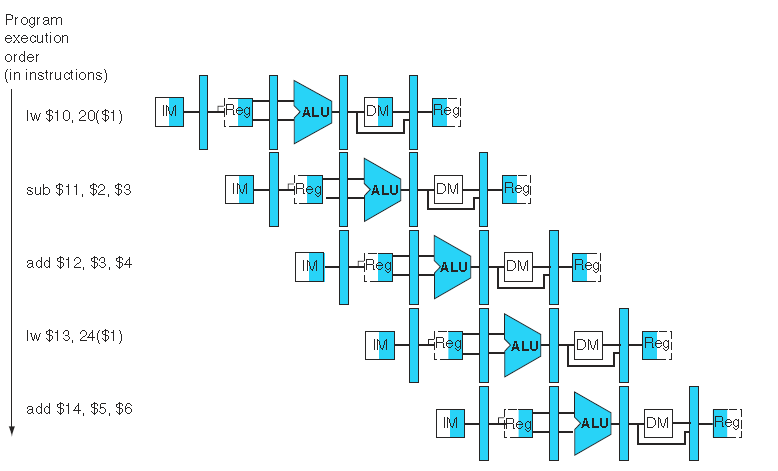 Program
execution
order
(in instructions)
lw $10, 20($1)
IM Reg ALU DM Reg
sub $11, $2, $3
IM Reg ALU DM Reg
add $12, $3, $4
IM Reg ALU DM Reg
lw $13, 24($1)
IM Reg ALU DM Reg
add $14, $5, $6
IM Reg ALU DM Reg